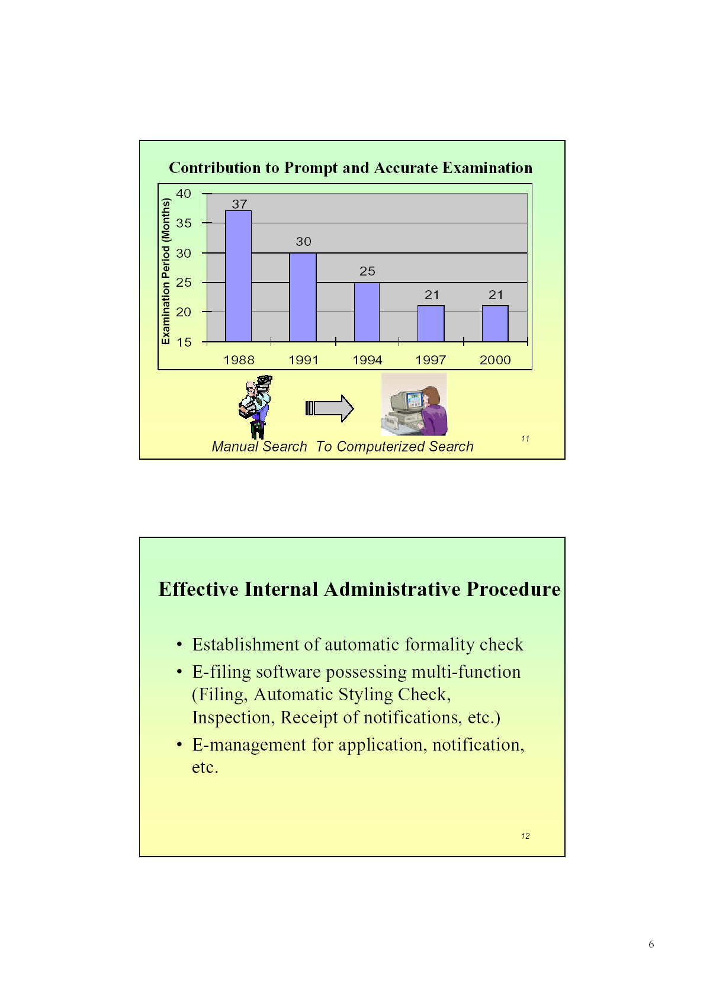 Contribution to Prompt and Accurate Examination
Examination Period (Months)
40
35
30
25
20
15
37
30
25
21
21
1988
1991
1994
1997
2000
Manual Search To Computerized Search
11
Effective Internal Administrative Procedure
• Establishment of automatic formality check
• E-filing software possessing multi-function
(Filing, Automatic Styling Check,
Inspection, Receipt of notifications, etc.)
• E-management for application, notification,
etc.
12
6